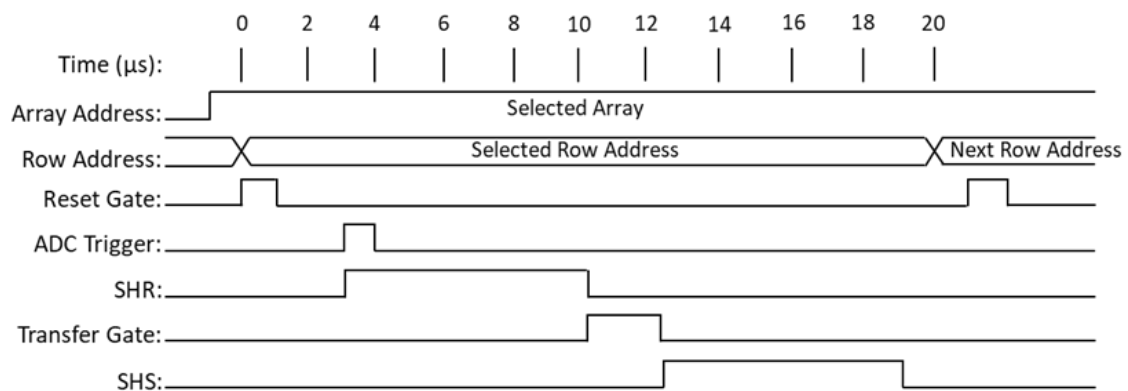 0 2 4 6 8 10 12 14 16 18 20
Time (μs):
Array Address: Selected Array
Row Address: Selected Row Address Next Row Address
Reset Gate:
ADC Trigger:
SHR:
Transfer Gate:
SHS: